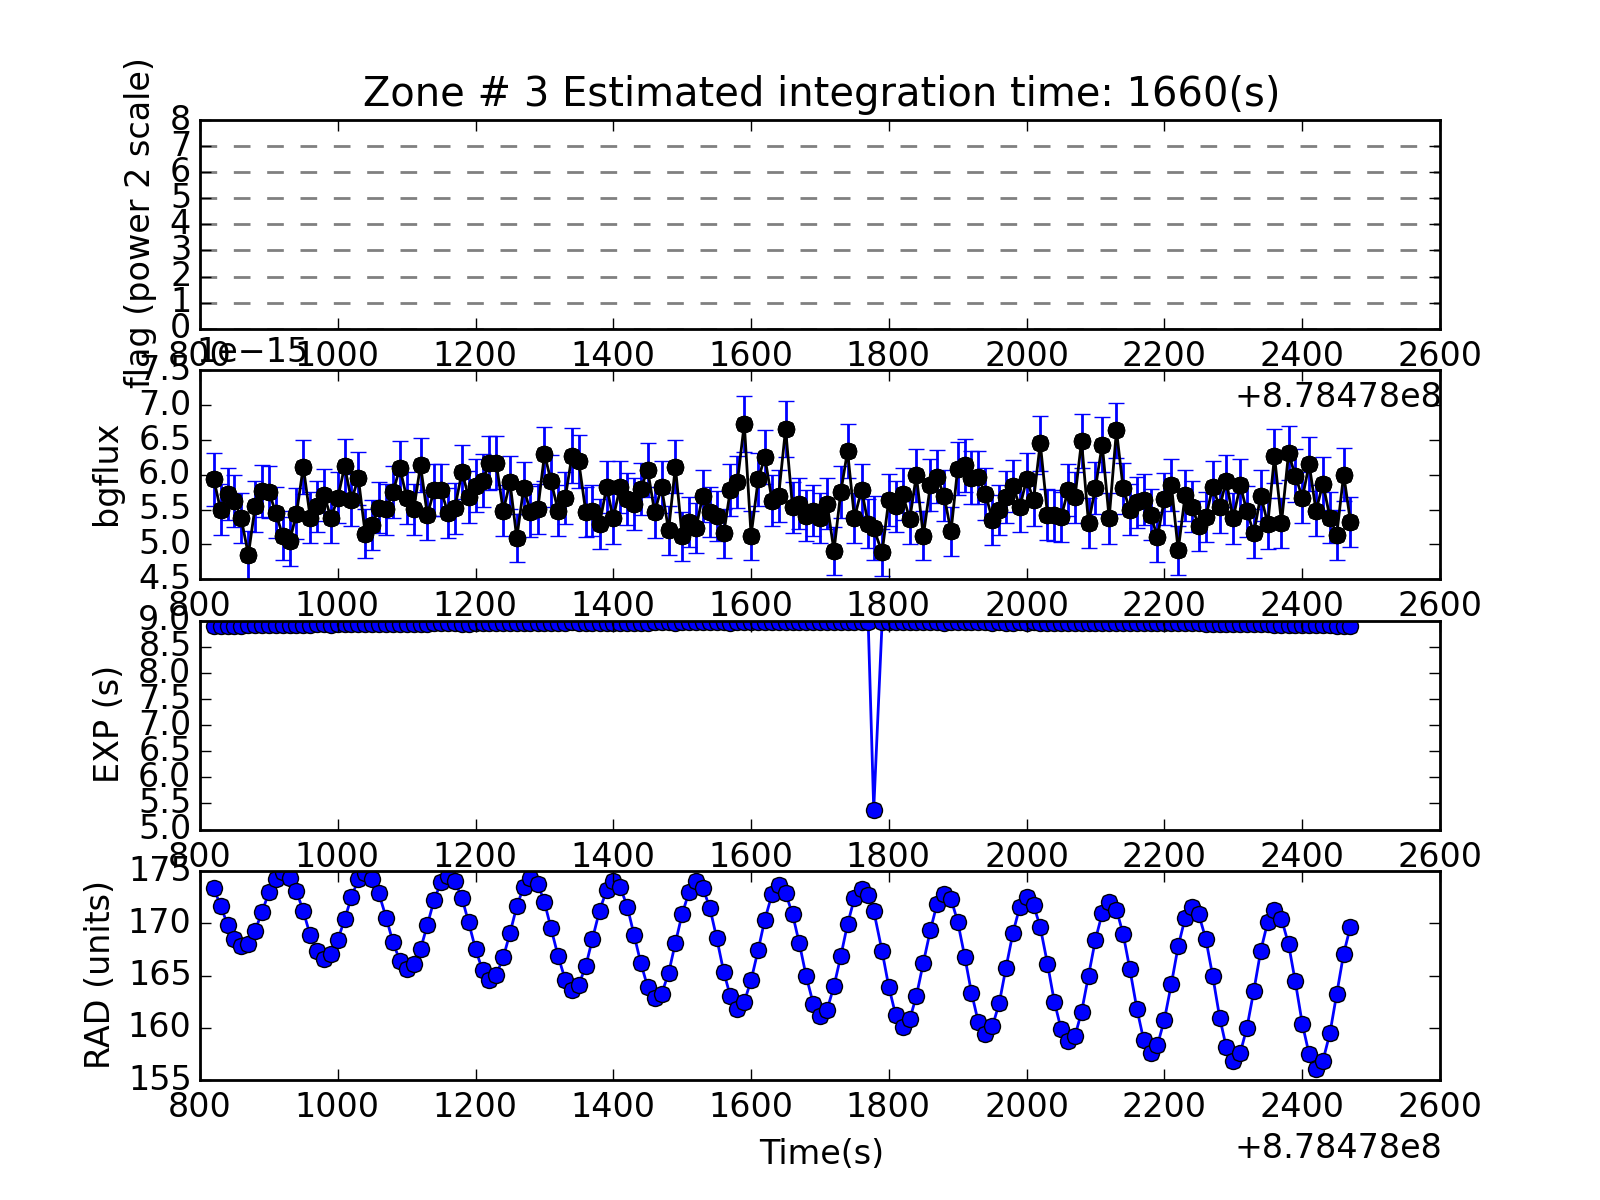 Zone # 3 Estimated integration time: 1660(s)
flag (power 2 scale)
8
7
6
5
4
3
2
1
0
800 1000 1200 1400 1600 1800 2000 2200 2400 2600
1e−15
+8.78478e8
bgflux
7.5
7.0
6.5
6.0
5.5
5.0
4.5
800 1000 1200 1400 1600 1800 2000 2200 2400 2600
EXP (s)
9.0
8.5
8.0
7.5
7.0
6.5
6.0
5.5
5.0
800 1000 1200 1400 1600 1800 2000 2200 2400 2600
RAD (units)
175
170
165
160
155
800 1000 1200 1400 1600 1800 2000 2200 2400 2600
Time(s)
+8.78478e8